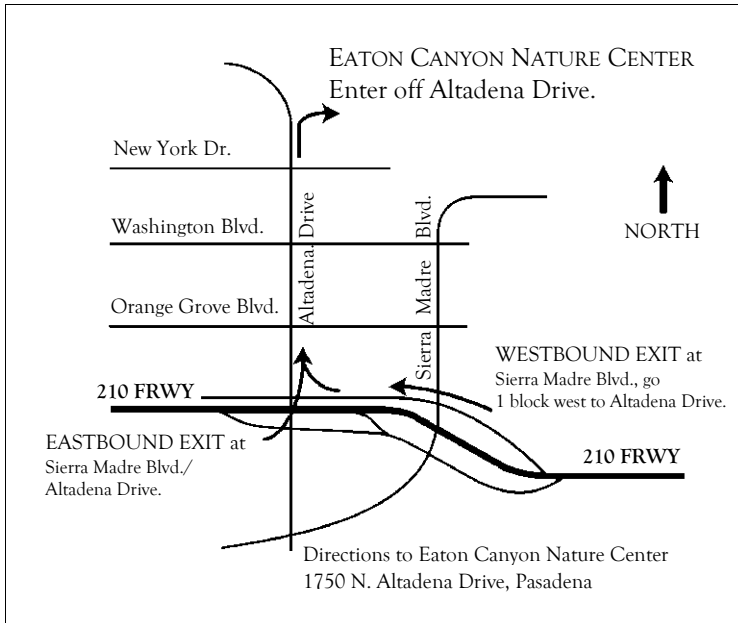 EATON CANYON NATURE CENTER
Enter off Altadena Drive.
New York Dr.
Washington Blvd.
Altadena Drive
Sierra Madre Blvd.
NORTH
Orange Grove Blvd.
WESTBOUND EXIT at
Sierra Madre Blvd., go
1 block west to Altadena Drive.
210 FRWY
EASTBOUND EXIT at
Sierra Madre Blvd./
Altadena Drive.
210 FRWY
Directions to Eaton Canyon Nature Center
1750 N. Altadena Drive, Pasadena